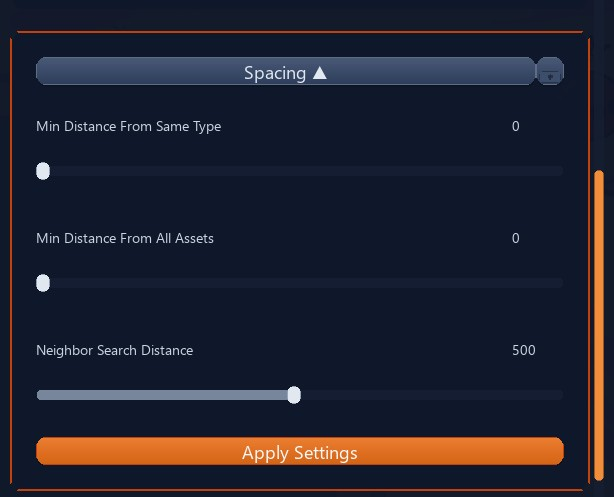 Spacing ▲
Min Distance From Same Type 0
Min Distance From All Assets 0
Neighbor Search Distance 500
Apply Settings